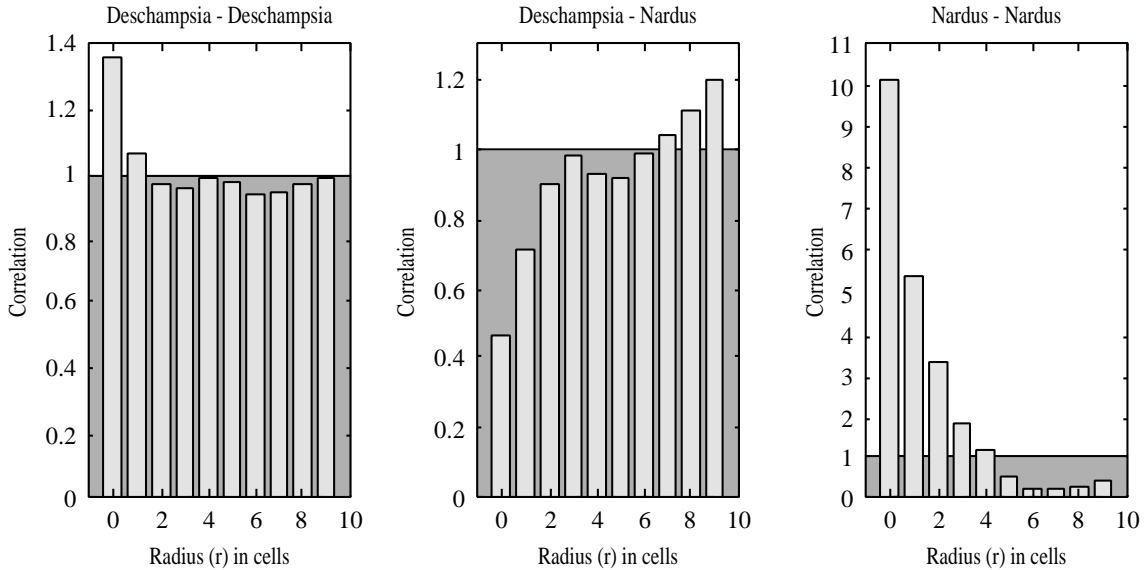 Deschampsia - Deschampsia
1.4
1.2
1
0.8
0.6
0.4
0.2
0
Correlation
0 2 4 6 8 10
Radius (r) in cells
Deschampsia - Nardus
1.2
1
0.8
0.6
0.4
0.2
0
Correlation
0 2 4 6 8 10
Radius (r) in cells
Nardus - Nardus
11
10
9
8
7
6
5
4
3
2
1
0
Correlation
0 2 4 6 8 10
Radius (r) in cells